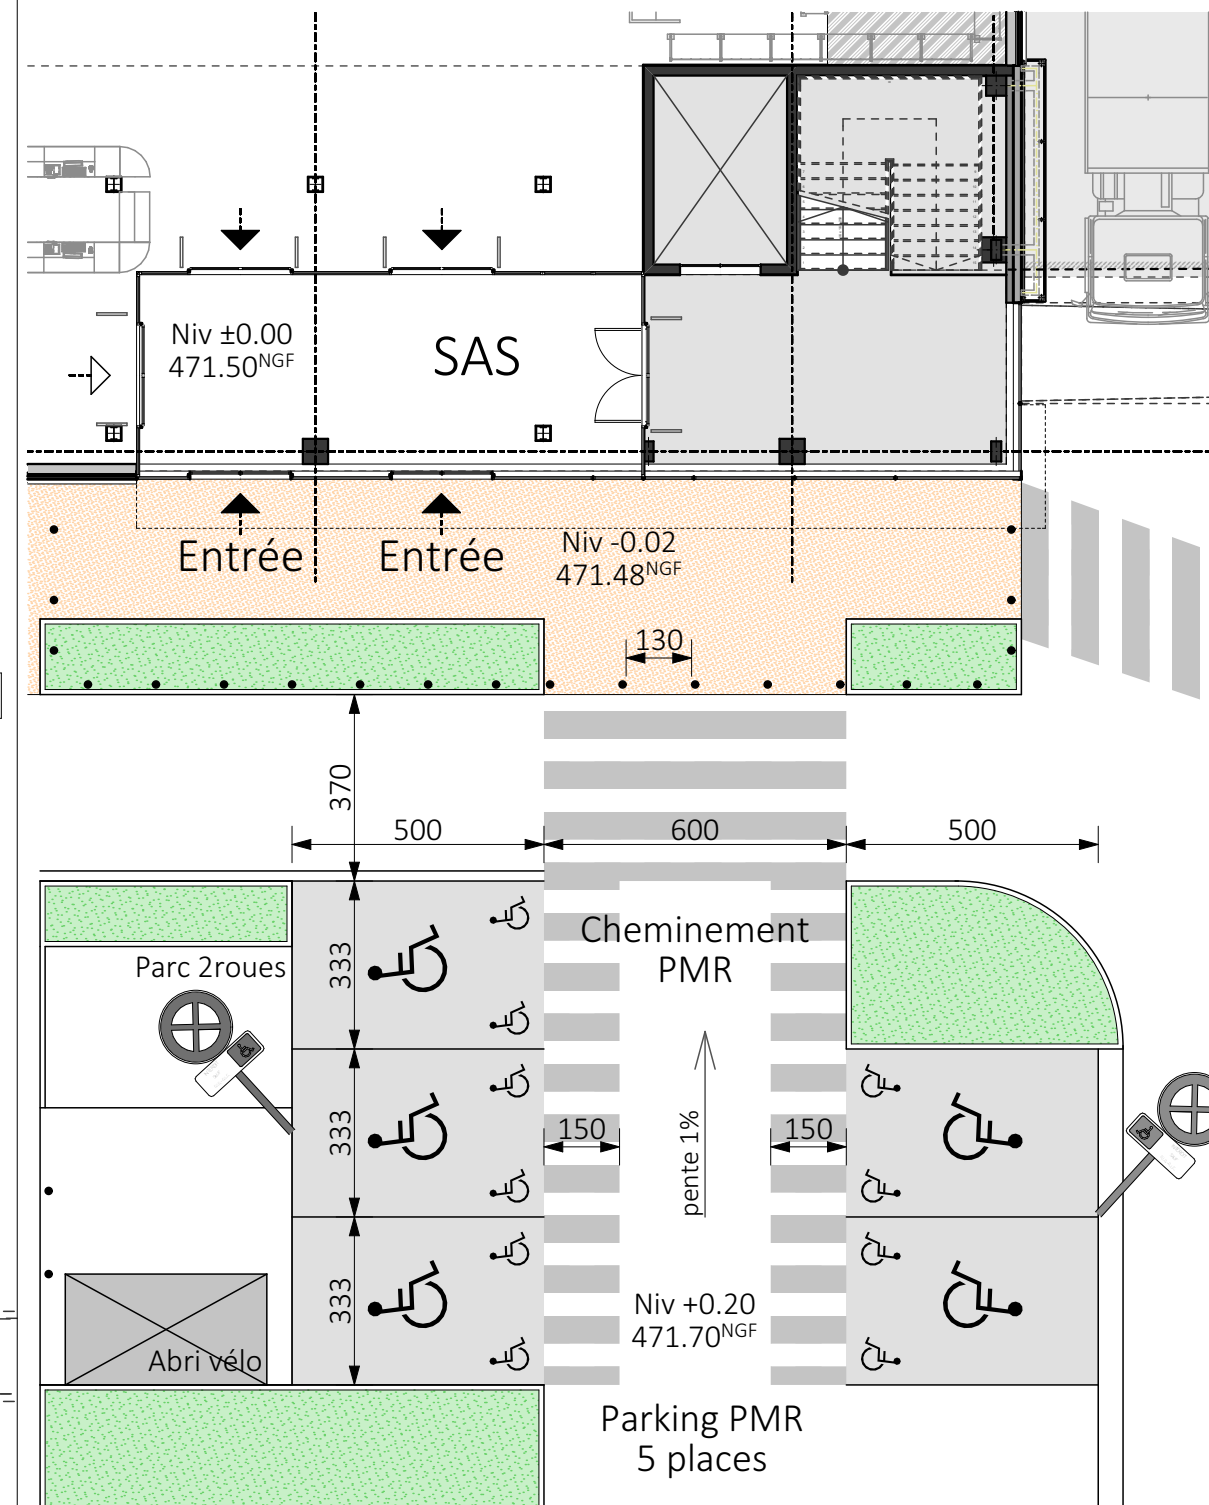 Niv ±0.00
471.50NGF
SAS
Entrée
Entrée
Niv -0.02
471.48NGF
130
370
500
600
500
333
Cheminement
PMR
Parc 2roues
333
150
150
pente 1%
333
Niv +0.20
471.70NGF
Abri vélo
Parking PMR
5 places